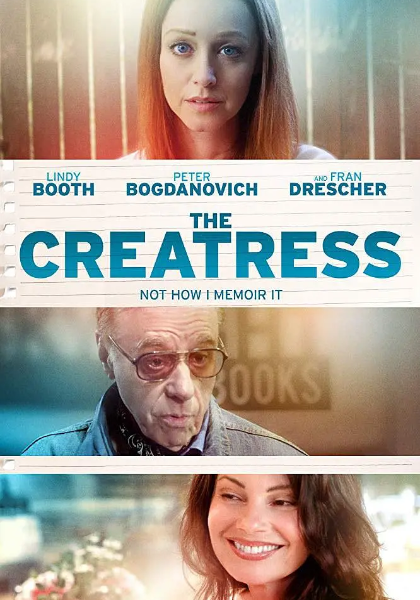 LINDY PETER AND FRAN
BOOTH BOGDANOVICH DRESCHER
THE
CREATRESS
NOT HOW I MEMOIR IT
BOOKS